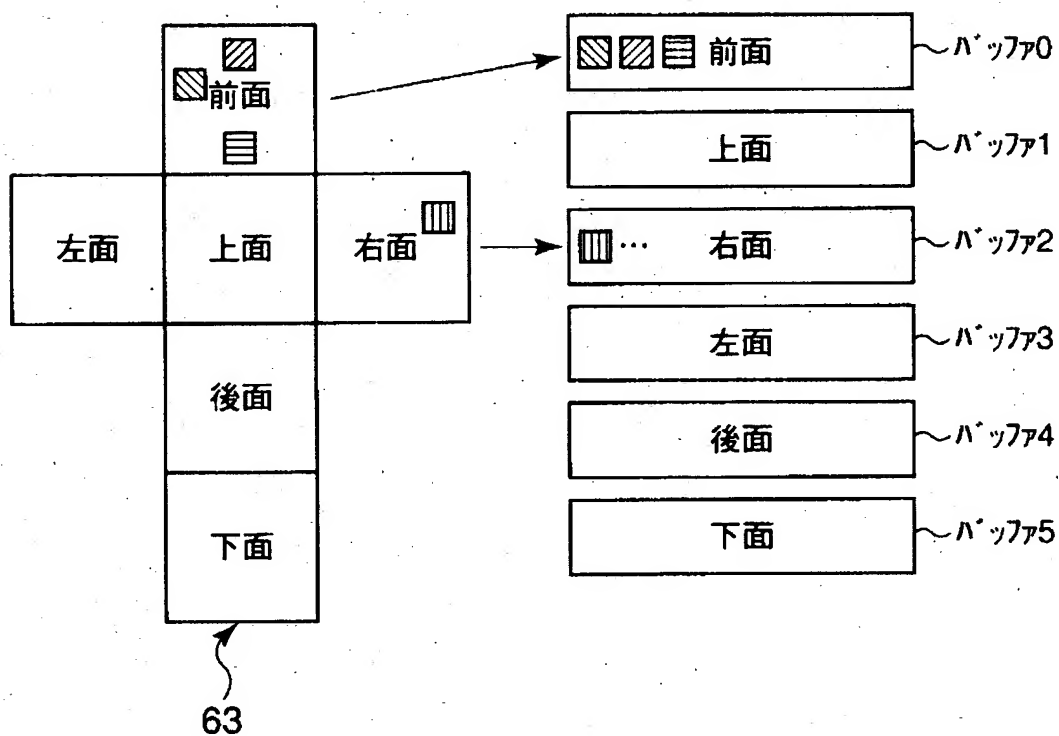 前面
左面
上面
右面
後面
下面
63
前面
バッファ0
上面
バッファ1
… 右面
バッファ2
左面
バッファ3
後面
バッファ4
下面
バッファ5